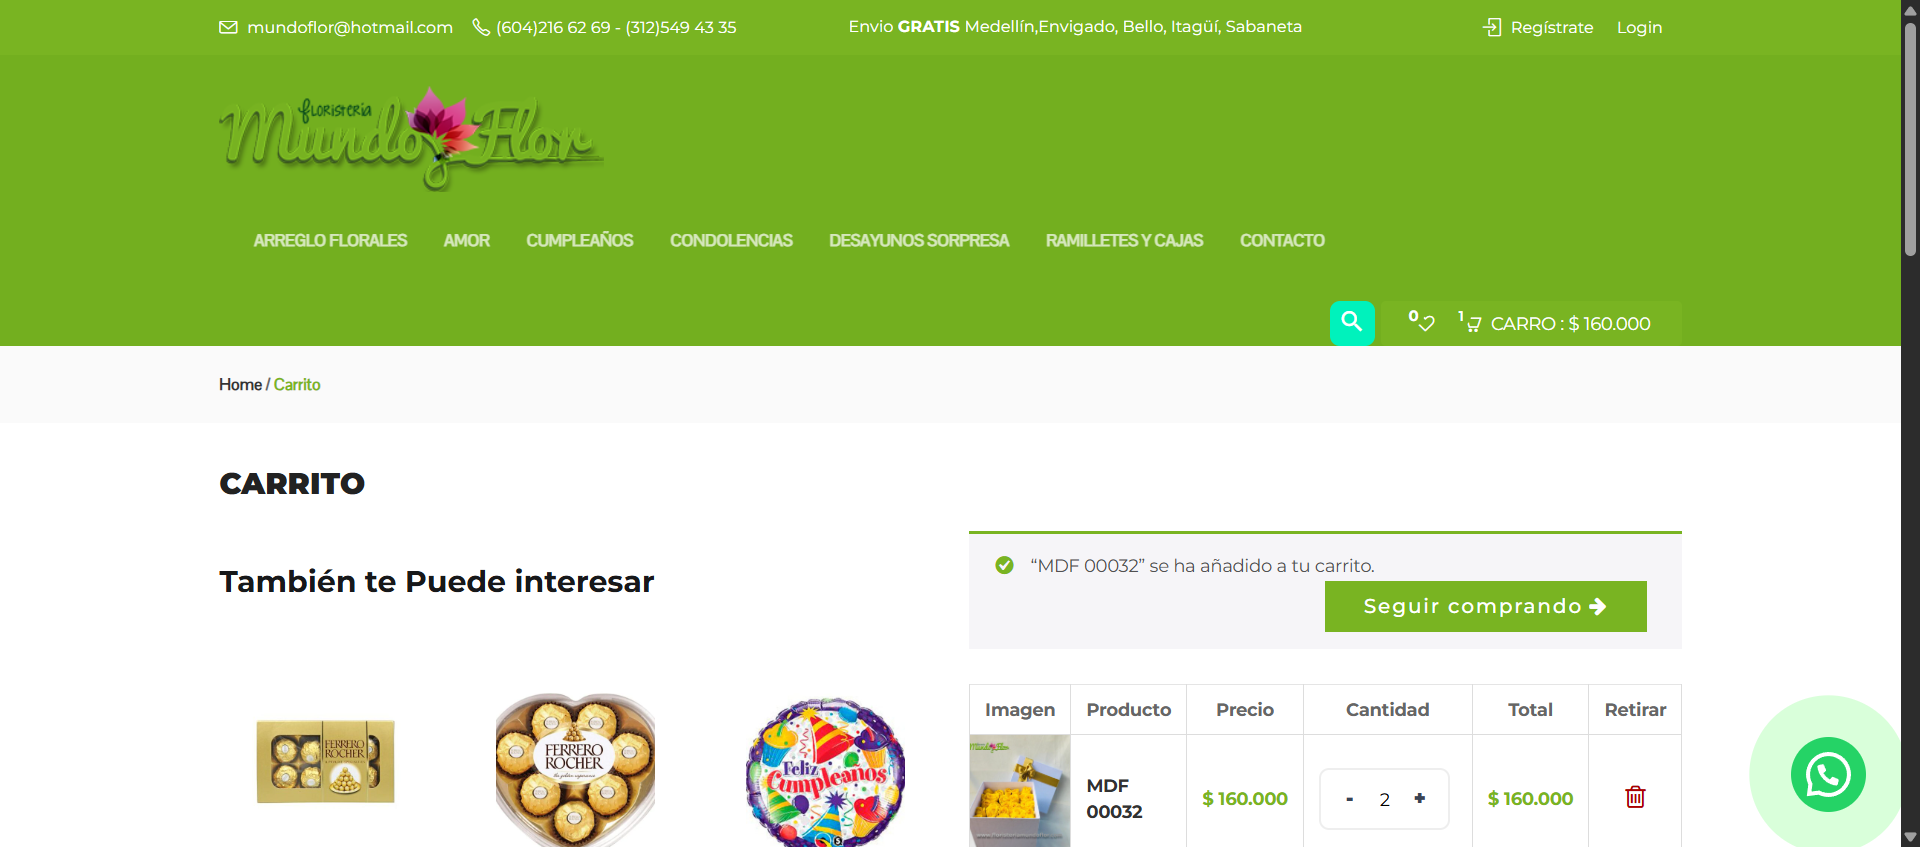 mundoflor@hotmail.com (604)216 62 69 - (312)549 43 35 Envio GRATIS Medellín,Envigado, Bello, Itagüí, Sabaneta Regístrate Login
floristería
Mundo Flor
ARREGLO FLORALES AMOR CUMPLEAÑOS CONDOLENCIAS DESAYUNOS SORPRESA RAMILLETES Y CAJAS CONTACTO
0 1 CARRO : $ 160.000
Home / Carrito
CARRITO
También te Puede interesar
FERRERO
ROCHER
FERRERO
ROCHER
Feliz
Cumpleaños
“MDF 00032” se ha añadido a tu carrito.
Seguir comprando
Imagen Producto Precio Cantidad Total Retirar
MDF
00032
$ 160.000 - 2 + $ 160.000